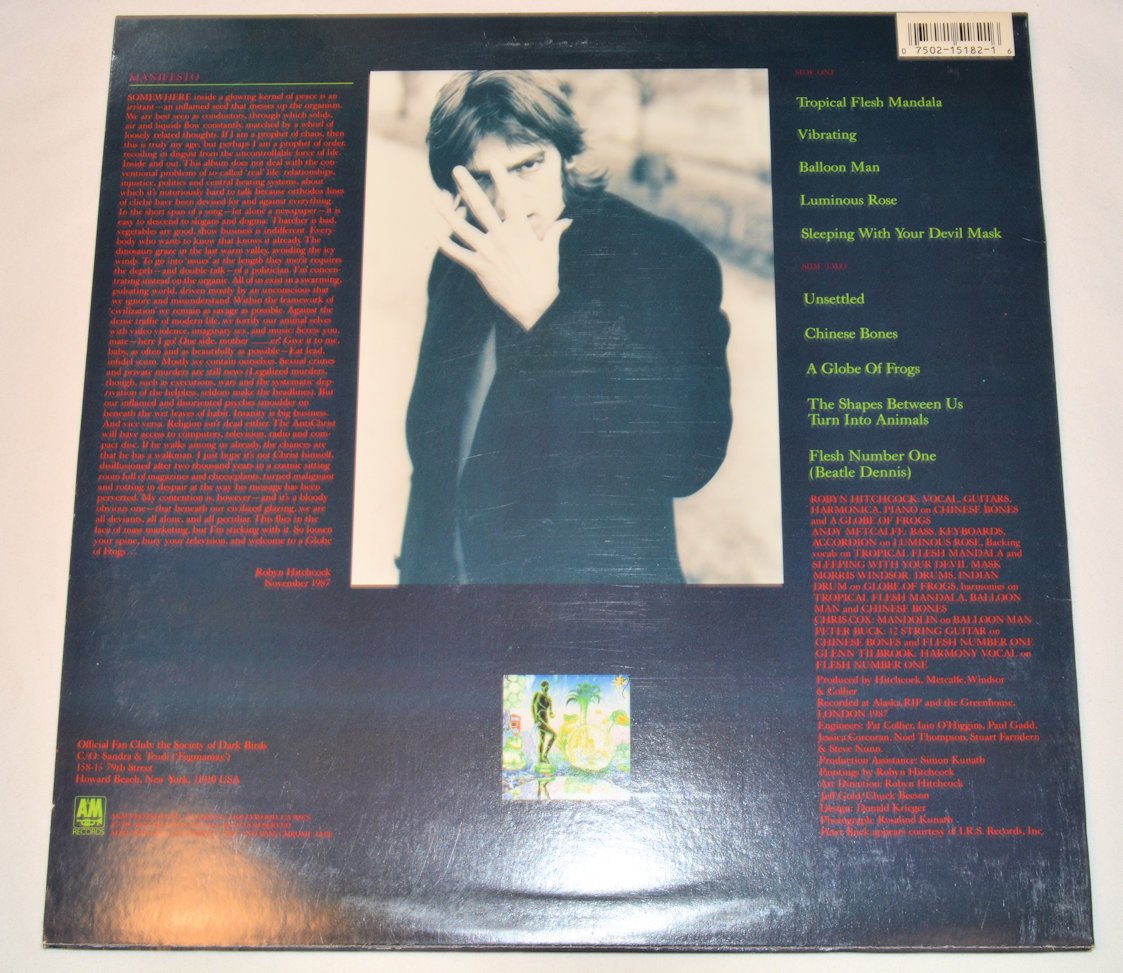 MANIFESTO
SOMEWHERE inside a glowing kernel of peace is an
irritant—an inflamed seed that messes up the organism.
We are best seen as conductors, through which solids,
air and liquids flow constantly, matched by a whorl of
loosely related thoughts. If I am a prophet of chaos, then
this is truly my age, but perhaps I am a prophet of order,
recoiling in disgust from the uncontrollable force of life.
Inside and out. This album does not deal with the con-
ventional problems of so-called 'real' life: relationships,
injustice, politics and central heating systems, about
which it's notoriously hard to talk because orthodox lines
of cliché have been devised for and against everything.
In the short span of a song—let alone a newspaper—it is
easy to descend to slogans and dogma: Thatcher is bad,
vegetables are good, show business is indifferent. Every-
body who wants to know that knows it already. The
dinosaurs graze in the last warm valley, avoiding the icy
winds. To go into 'issues' at the length they merit requires
the depth—and double-talk—of a politician. I'm concen-
trating instead on the organic. All of us exist in a swarming,
pulsating world, driven mostly by an unconscious that
we ignore and misunderstand. Within the framework of
'civilization' we remain as savage as possible. Against the
dense traffic of modern life, we fortify our animal selves
with video violence, imaginary sex, and music: Screw you,
mate—here I go! One side, mother ___er! Give it to me,
baby, as often and as beautifully as possible—Eat lead,
infidel scum. Mostly we contain ourselves. Sexual crimes
and private murders are still news (Legalized murders,
though, such as executions, wars and the systematic dep-
rivation of the helpless, seldom make the headlines). But
our inflamed and disoriented psyches smoulder on
beneath the wet leaves of habit. Insanity is big business.
And vice versa. Religion isn't dead either. The AntiChrist
will have access to computers, television, radio and com-
pact disc. If he walks among us already, the chances are
that he has a walkman. I just hope it's not Christ himself,
disillusioned after two thousand years in a cosmic sitting
room full of magazines and cheeseplants, turned malignant
and rotting in despair at the way his message has been
perverted. My contention is, however—and it's a bloody
obvious one—that beneath our civilized glazing, we are
all deviants, all alone, and all peculiar. This flies in the
face of mass marketing, but I'm sticking with it. So loosen
your spine, bury your television, and welcome to a Globe
of Frogs
Robyn Hitchcock
November 1987
Official Fan Club: the Society of Dark Birds
C/O: Sandra & Teudi ('Fegmaniax')
158-15 79th Street
Howard Beach, New York, 11010 USA
A&M
RECORDS
0 7502-15182-1 6
SIDE ONE
Tropical Flesh Mandala
Vibrating
Balloon Man
Luminous Rose
Sleeping With Your Devil Mask
SIDE TWO
Unsettled
Chinese Bones
A Globe Of Frogs
The Shapes Between Us
Turn Into Animals
Flesh Number One
(Beatle Dennis)
ROBYN HITCHCOCK: VOCAL, GUITARS,
HARMONICA, PIANO on CHINESE BONES
and A GLOBE OF FROGS
ANDY METCALFE: BASS, KEYBOARDS,
ACCORDION on LUMINOUS ROSE, Backing
vocals on TROPICAL FLESH MANDALA and
SLEEPING WITH YOUR DEVIL MASK
MORRIS WINDSOR: DRUMS, INDIAN
DRUM on GLOBE OF FROGS, harmonies on
TROPICAL FLESH MANDALA, BALLOON
MAN and CHINESE BONES
CHRIS COX: MANDOLIN on BALLOON MAN
PETER BUCK: 12 STRING GUITAR on
CHINESE BONES and FLESH NUMBER ONE
GLENN TILBROOK: HARMONY VOCAL on
FLESH NUMBER ONE
Produced by Hitchcock, Metcalfe, Windsor
& Collier
Recorded at Alaska, RIP and the Greenhouse,
LONDON 1987
Engineers: Pat Collier, Iain O'Higgins, Paul Gadd,
Jessica Corcoran, Noel Thompson, Stuart Farndern
& Steve Nunn
Production Assistance: Simon Kunath
Paintings by Robyn Hitchcock
Art Direction: Robyn Hitchcock
Jeff Gold/Chuck Beeson
Design: Donald Krieger
Photograph: Rosalind Kunath
Peter Buck appears courtesy of I.R.S. Records, Inc.